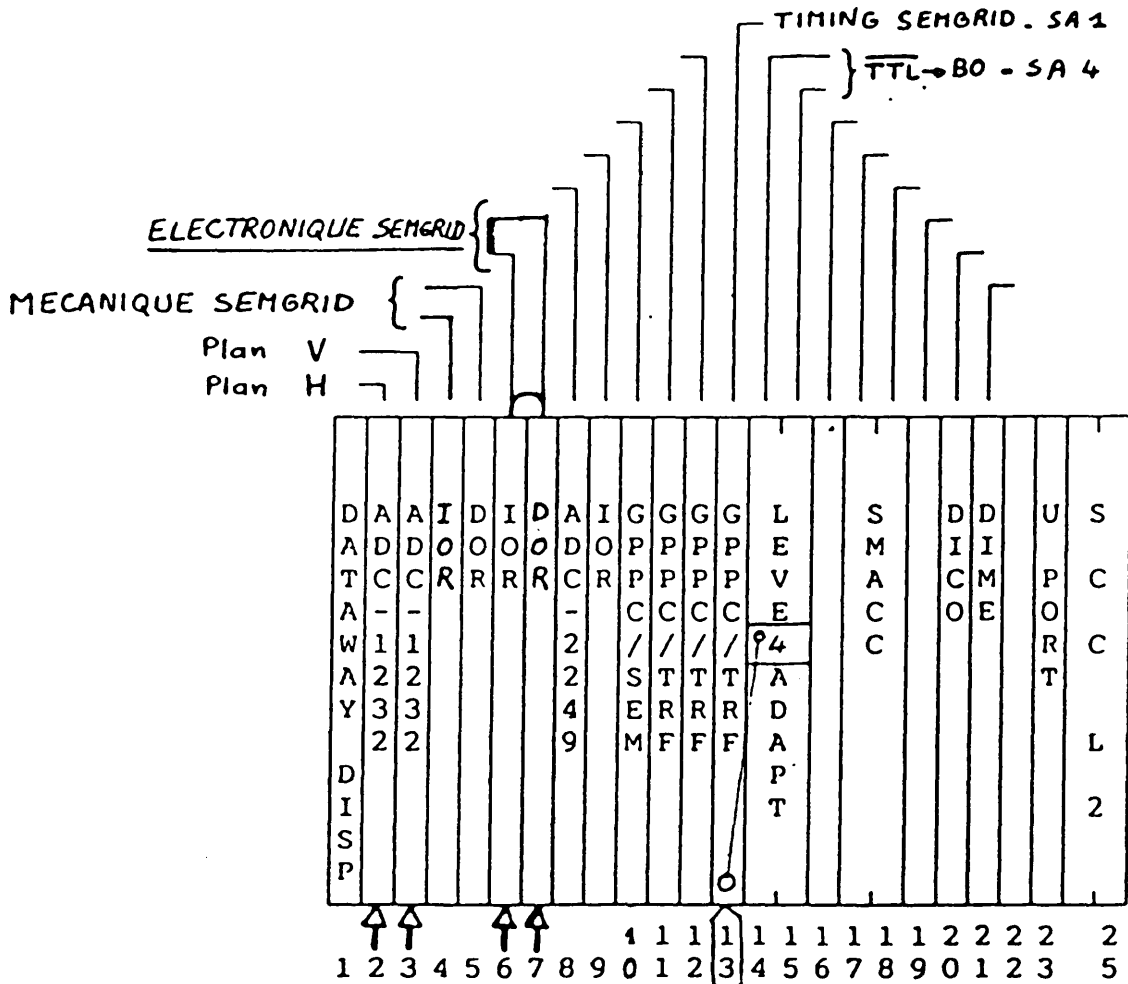 TIMING SEMGRID - SA 1
TTL→BO - SA 4
ELECTRONIQUE SEMGRID
MECANIQUE SEMGRID
Plan V
Plan H
DATAWAY DISP
ADC-1232
ADC-1232
IOR
DOR
IOR
DOR
ADC-2249
IOR
GPPC/SEM
GPPC/TRF
GPPC/TRF
GPPC/TRF
LEVE4ADAPT
SMACC
DICO
DIME
U PORT
SCC L2
1 2 3 4 5 6 7 8 9 10 11 12 13 14 15 16 17 18 19 20 21 22 23 25